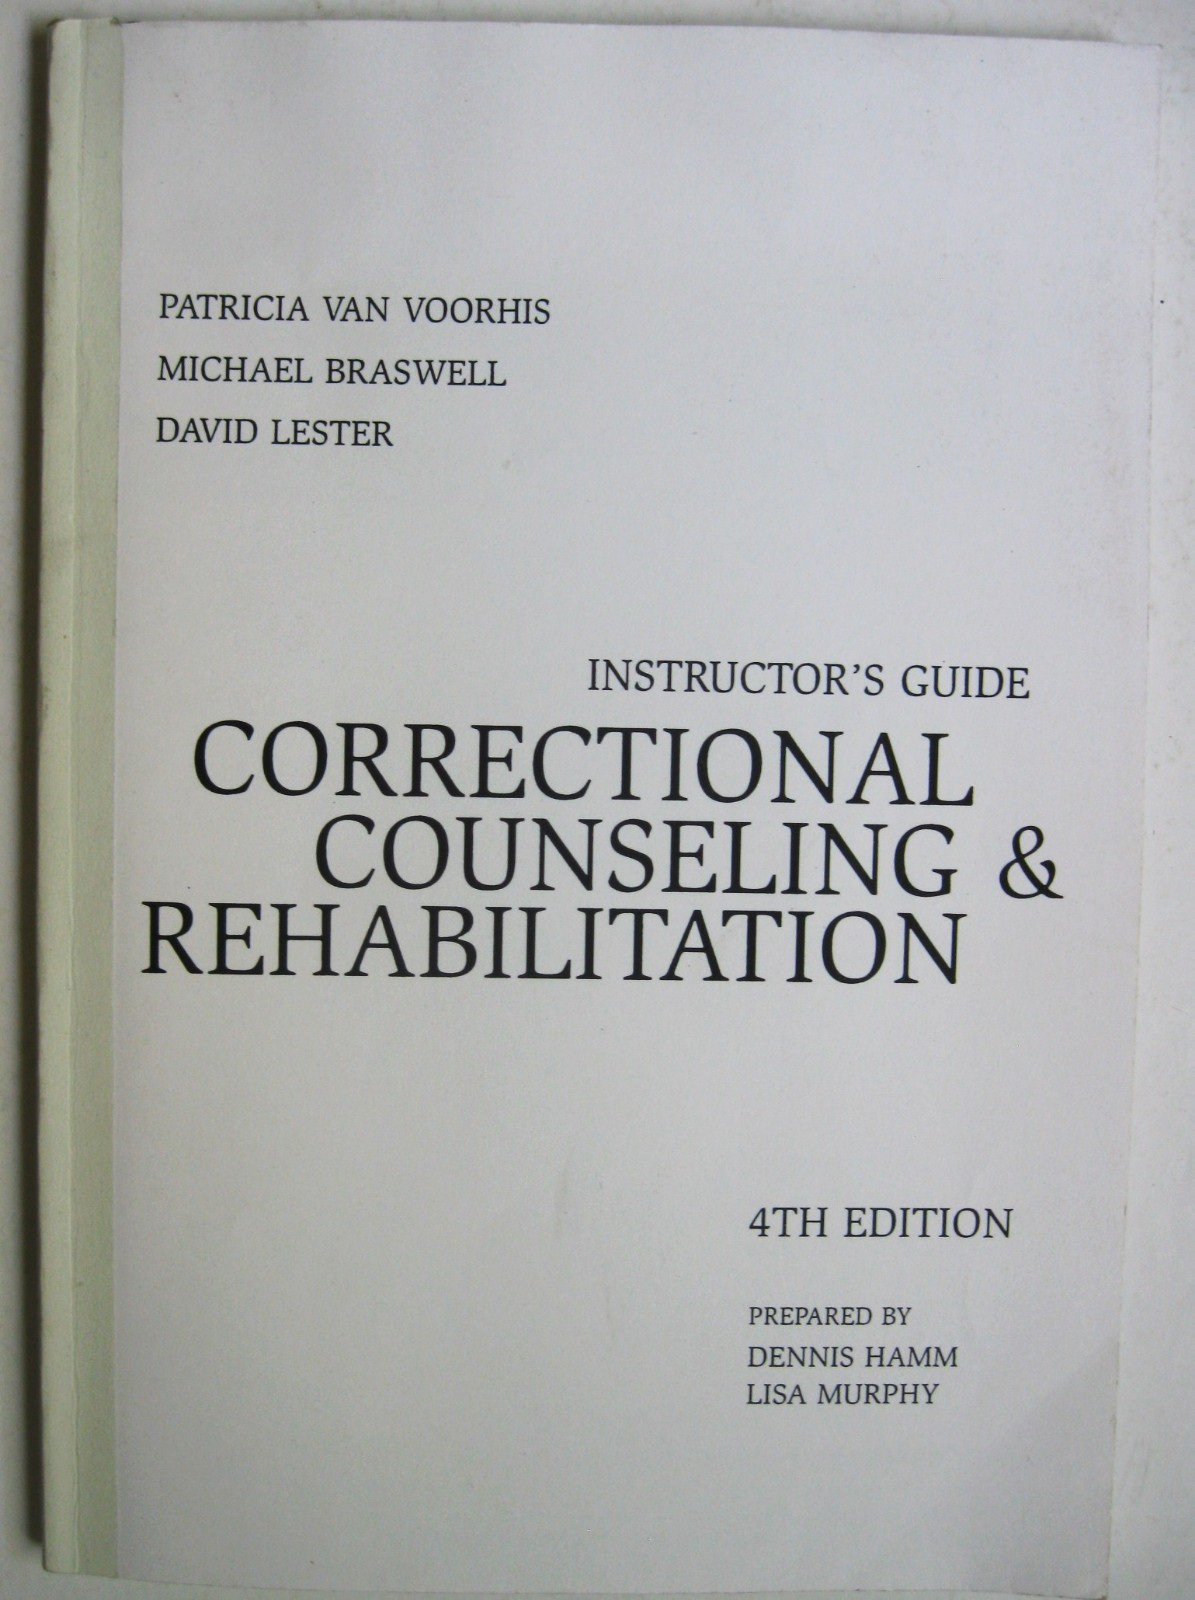 PATRICIA VAN VOORHIS
MICHAEL BRASWELL
DAVID LESTER
INSTRUCTOR'S GUIDE
CORRECTIONAL
COUNSELING &
REHABILITATION
4TH EDITION
PREPARED BY
DENNIS HAMM
LISA MURPHY